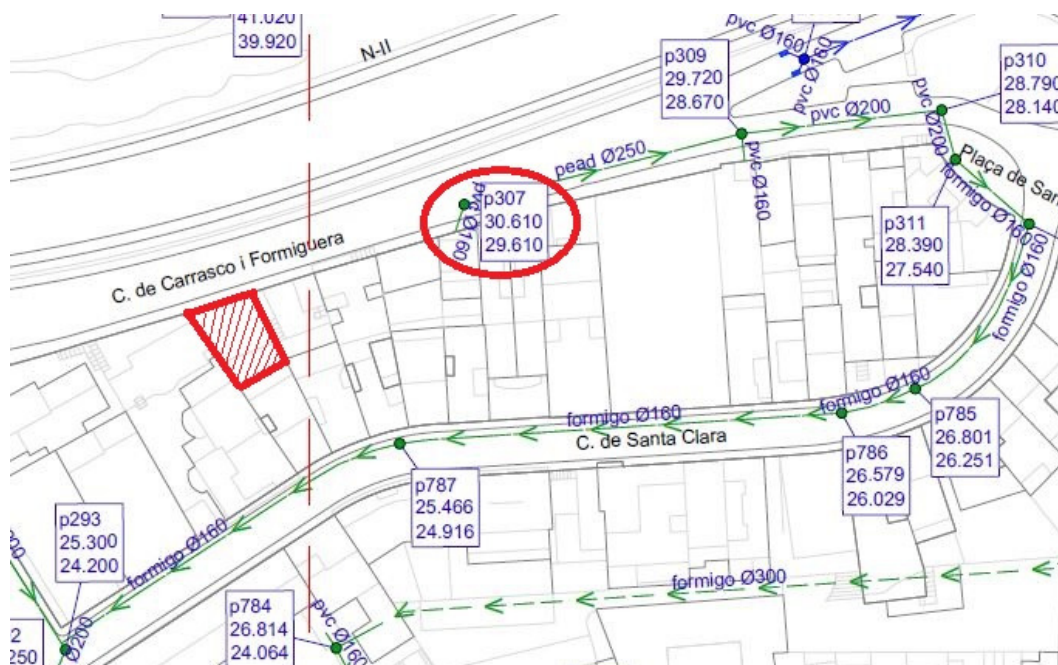 41.020
39.920
N-II
pvc Ø160
pvc Ø160
p309
29.720
28.670
pvc Ø200
p310
28.790
28.140
pvc Ø200
Plaça de San
pead Ø250
pvc Ø160
formigo Ø160
p311
28.390
27.540
formigo Ø160
p307
30.610
29.610
pvc Ø160
C. de Carrasco i Formiguera
formigo Ø160
formigo Ø160
C. de Santa Clara
p785
26.801
26.251
p786
26.579
26.029
p787
25.466
24.916
p293
25.300
24.200
formigo Ø160
formigo Ø300
p784
26.814
24.064
pvc Ø160
Ø200
2
250